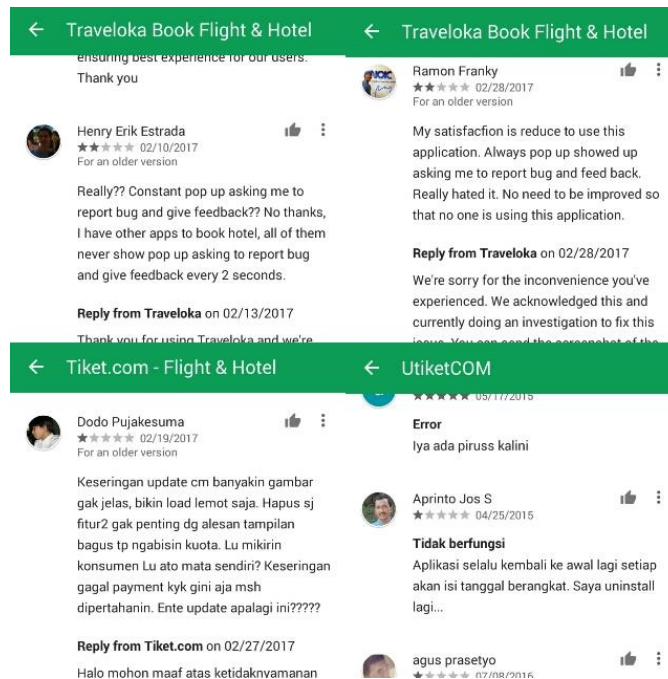 Traveloka Book Flight & Hotel
ensuring best experience for our users.
Thank you
Henry Erik Estrada
02/10/2017
For an older version
Really?? Constant pop up asking me to
report bug and give feedback?? No thanks,
I have other apps to book hotel, all of them
never show pop up asking to report bug
and give feedback every 2 seconds.
Reply from Traveloka on 02/13/2017
Thank you for using Traveloka and we're
Traveloka Book Flight & Hotel
Ramon Franky
02/28/2017
For an older version
My satisfacfion is reduce to use this
application. Always pop up showed up
asking me to report bug and feed back.
Really hated it. No need to be improved so
that no one is using this application.
Reply from Traveloka on 02/28/2017
We're sorry for the inconvenience you've
experienced. We acknowledged this and
currently doing an investigation to fix this
issue. You can send the screenshot of the
Tiket.com - Flight & Hotel
Dodo Pujakesuma
02/19/2017
For an older version
Keseringan update cm banyakin gambar
gak jelas, bikin load lemot saja. Hapus sj
fitur2 gak penting dg alesan tampilan
bagus tp ngabisin kuota. Lu mikirin
konsumen Lu ato mata sendiri? Keseringan
gagal payment kyk gini aja msh
dipertahanin. Ente update apalagi ini?????
Reply from Tiket.com on 02/27/2017
Halo mohon maaf atas ketidaknyamanan
UtiketCOM
05/17/2015
Error
Iya ada piruss kalini
Aprinto Jos S
04/25/2015
Tidak berfungsi
Aplikasi selalu kembali ke awal lagi setiap
akan isi tanggal berangkat. Saya uninstall
lagi...
agus prasetyo
07/08/2016